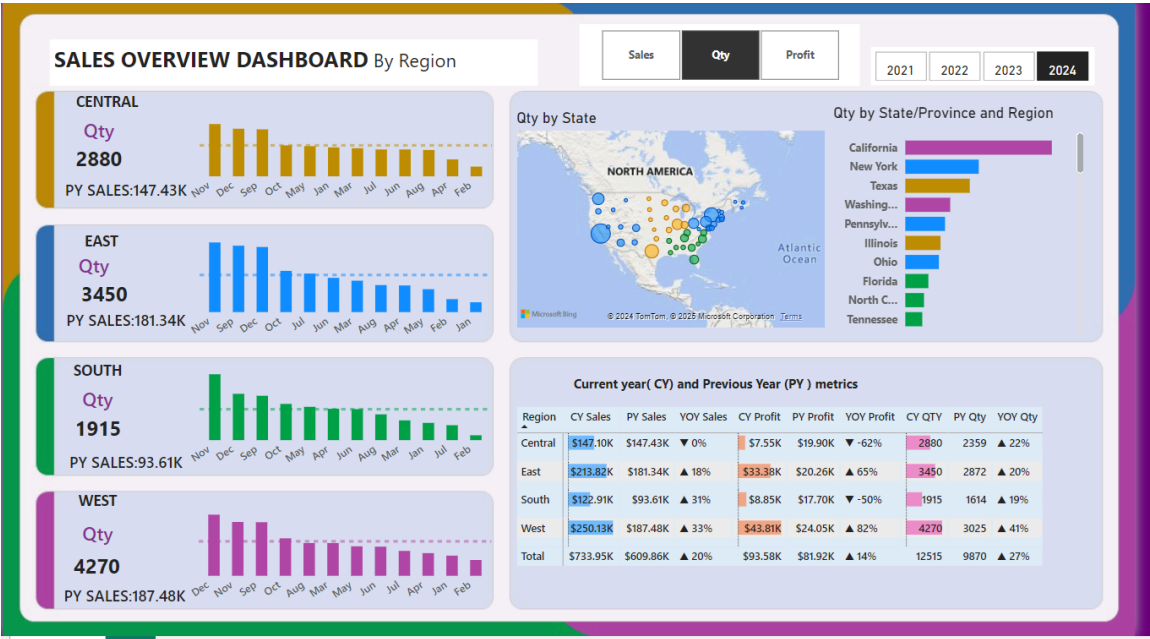 SALES OVERVIEW DASHBOARD By Region
Sales Qty Profit
2021 2022 2023 2024
CENTRAL
Qty
2880
PY SALES:147.43K
Nov Dec Sep Oct May Jan Mar Jul Jun Aug Apr Feb
EAST
Qty
3450
PY SALES:181.34K
Nov Sep Dec Oct Jul Jun Mar Aug Apr May Feb Jan
SOUTH
Qty
1915
PY SALES:93.61K
Nov Dec Sep Oct May Apr Jun Aug Mar Jan Jul Feb
WEST
Qty
4270
PY SALES:187.48K
Dec Nov Sep Oct Aug Mar May Jun Jul Apr Jan Feb
Qty by State
NORTH AMERICA
Atlantic
Ocean
Microsoft Bing
© 2024 TomTom, © 2025 Microsoft Corporation Terms
Qty by State/Province and Region
California
New York
Texas
Washing...
Pennsylv...
Illinois
Ohio
Florida
North C...
Tennessee
Current year( CY) and Previous Year (PY ) metrics
Region CY Sales PY Sales YOY Sales CY Profit PY Profit YOY Profit CY QTY PY Qty YOY Qty
Central $147.10K $147.43K ▼ 0% $7.55K $19.90K ▼ -62% 2880 2359 ▲ 22%
East $213.82K $181.34K ▲ 18% $33.38K $20.26K ▲ 65% 3450 2872 ▲ 20%
South $122.91K $93.61K ▲ 31% $8.85K $17.70K ▼ -50% 1915 1614 ▲ 19%
West $250.13K $187.48K ▲ 33% $43.81K $24.05K ▲ 82% 4270 3025 ▲ 41%
Total $733.95K $609.86K ▲ 20% $93.58K $81.92K ▲ 14% 12515 9870 ▲ 27%